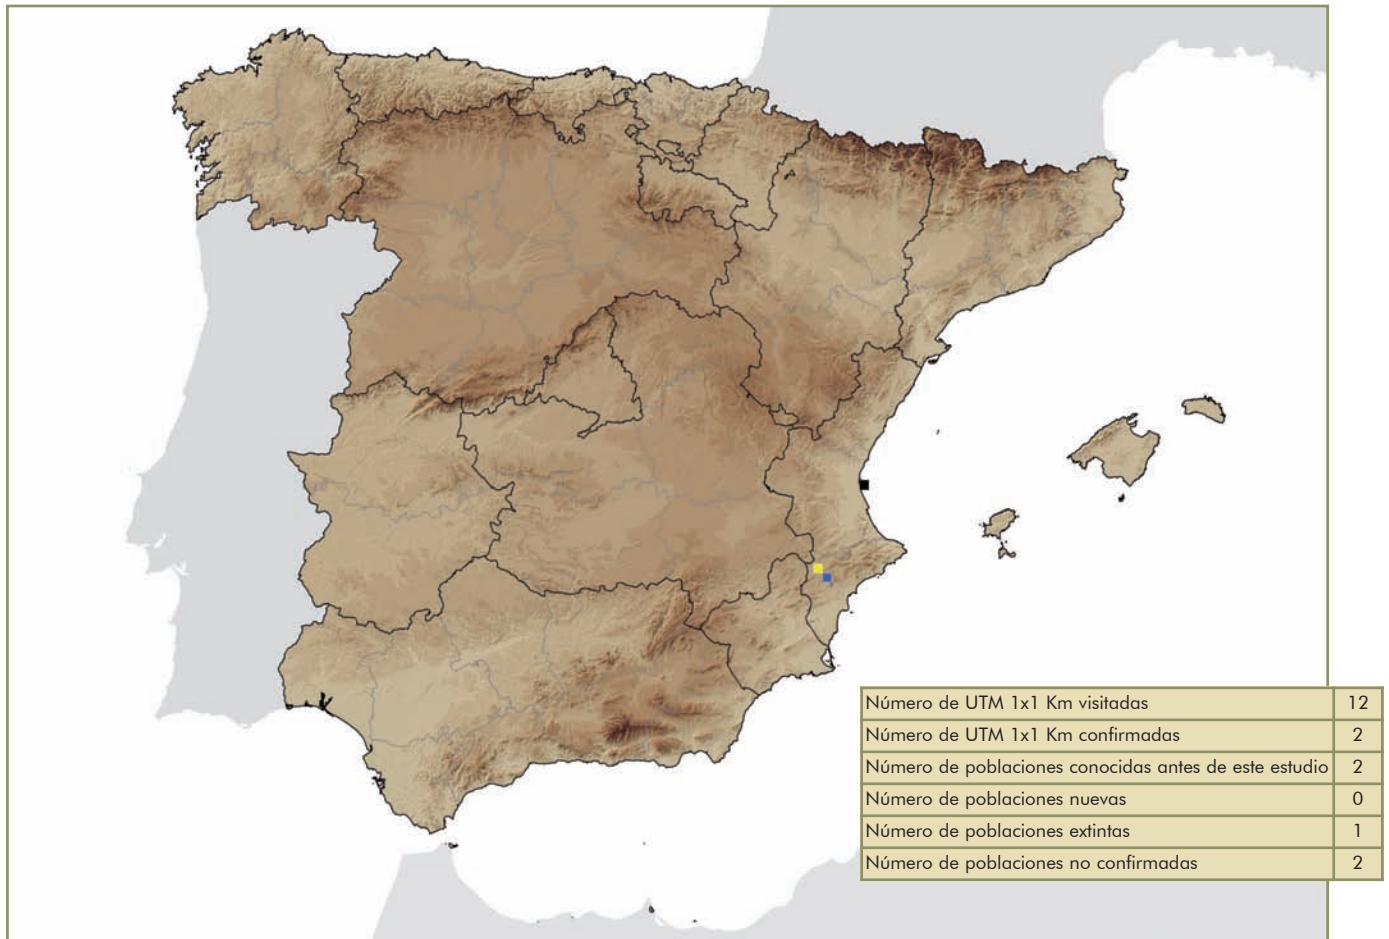 Número de UTM 1x1 Km visitadas 12
Número de UTM 1x1 Km confirmadas 2
Número de poblaciones conocidas antes de este estudio 2
Número de poblaciones nuevas 0
Número de poblaciones extintas 1
Número de poblaciones no confirmadas 2